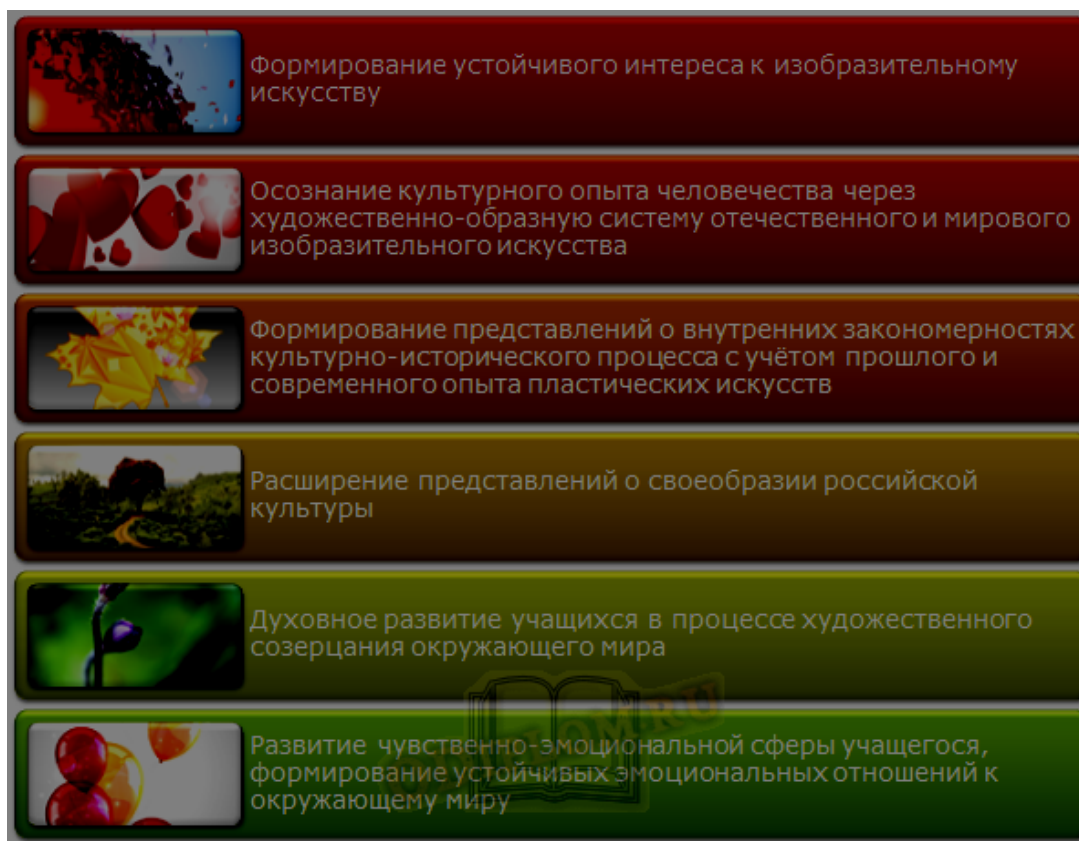 Формирование устойчивого интереса к изобразительному
искусству
Осознание культурного опыта человечества через
художественно-образную систему отечественного и мирового
изобразительного искусства
Формирование представлений о внутренних закономерностях
культурно-исторического процесса с учётом прошлого и
современного опыта пластических искусств
Расширение представлений о своеобразии российской
культуры
Духовное развитие учащихся в процессе художественного
созерцания окружающего мира
Развитие чувственно-эмоциональной сферы учащегося,
формирование устойчивых эмоциональных отношений к
окружающему миру